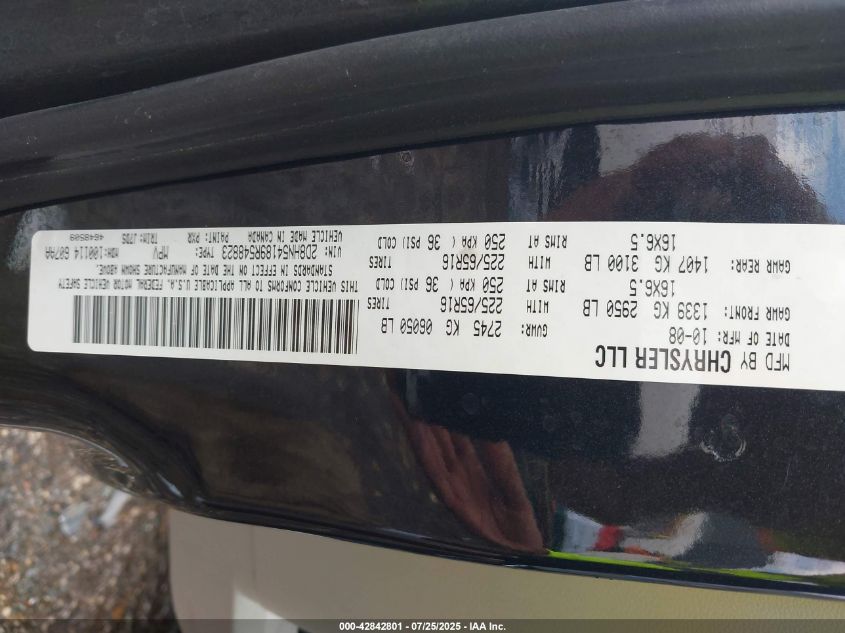 MFD BY CHRYSLER LLC
DATE OF MFR: 10-08 GVWR: 2745 KG 06050 LB
GAWR FRONT: 1339 KG 2950 LB WITH 225/65R16 TIRES
16X6.5 RIMS AT 250 KPA ( 36 PSI) COLD
GAWR REAR: 1407 KG 3100 LB WITH 225/65R16 TIRES
16X6.5 RIMS AT 250 KPA ( 36 PSI) COLD
THIS VEHICLE CONFORMS TO ALL APPLICABLE U.S.A. FEDERAL MOTOR VEHICLE SAFETY
STANDARDS IN EFFECT ON THE DATE OF MANUFACTURE SHOWN ABOVE.
VIN: 2D8HN54189R548823 TYPE: MPV MDH:100114 607AA
VEHICLE MADE IN CANADA PAINT: PXR TRIM:J7D5 4648509
000-42842801 - 07/25/2025 - IAA Inc.